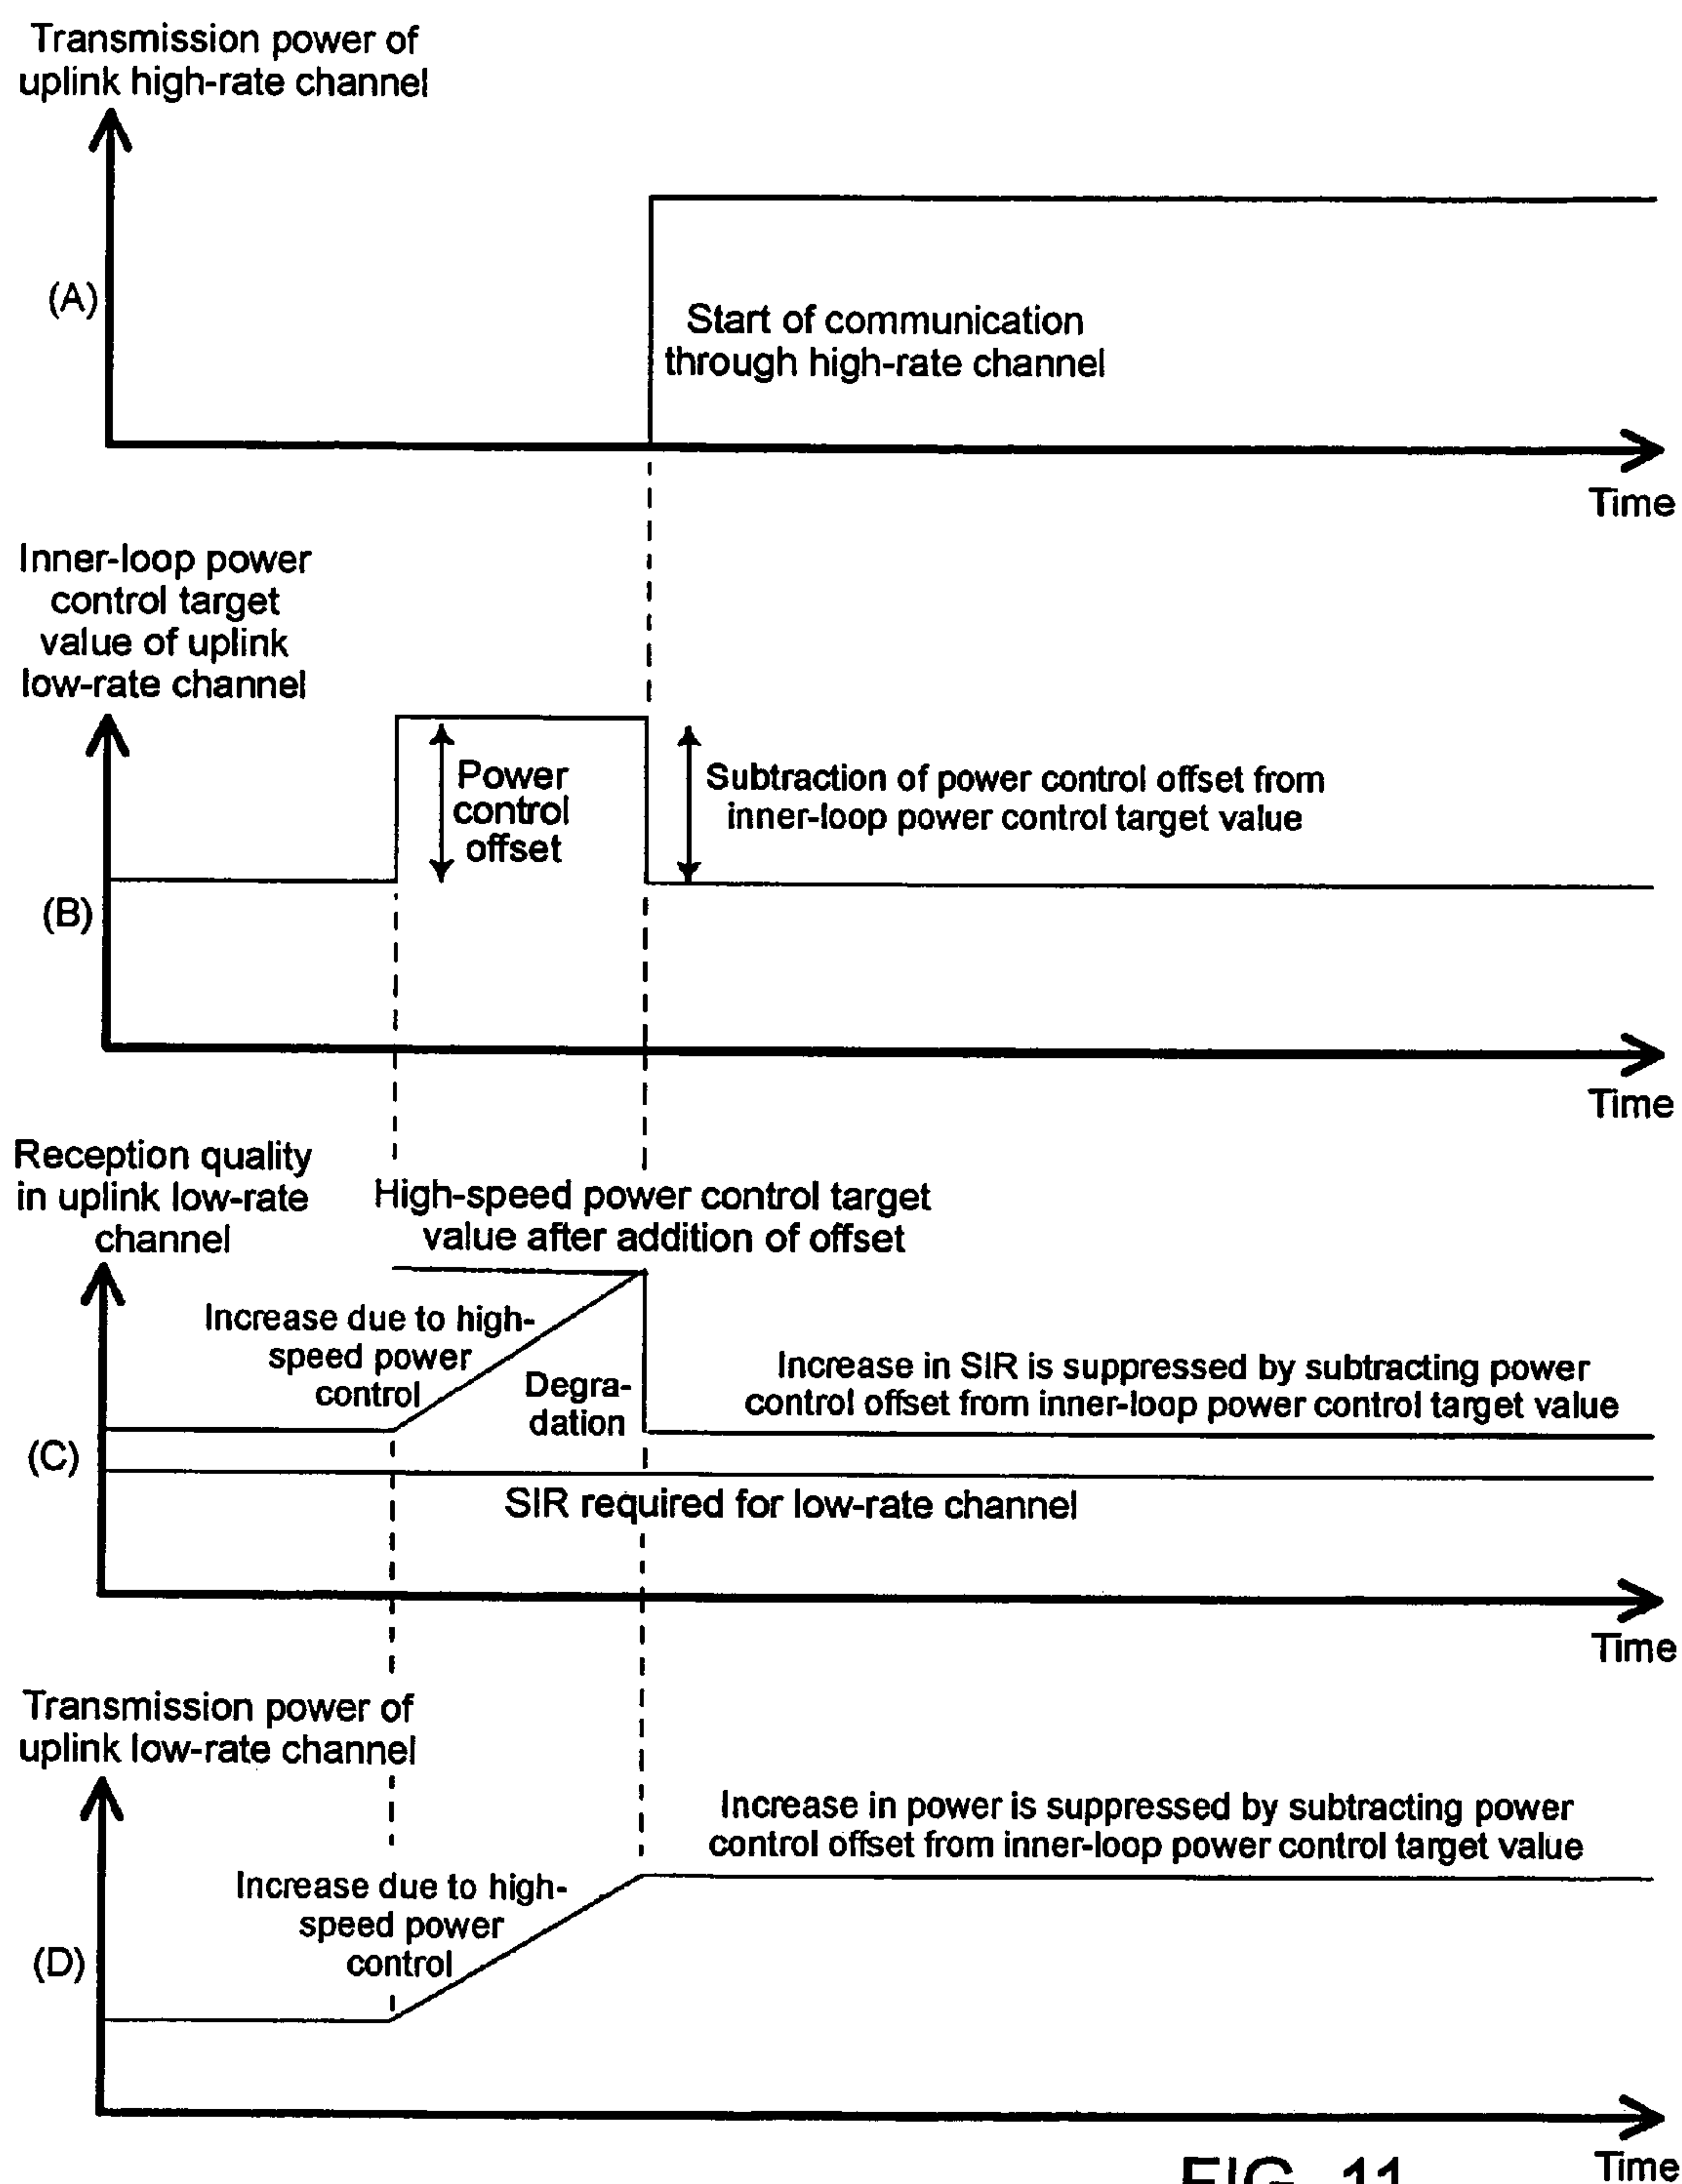 Transmission power of
uplink high-rate channel
(A)
Start of communication
through high-rate channel
Time
Inner-loop power
control target
value of uplink
low-rate channel
Power
control
offset
Subtraction of power control offset from
inner-loop power control target value
(B)
Time
Reception quality
in uplink low-rate
channel
High-speed power control target
value after addition of offset
Increase due to high-
speed power
control
Degra-
dation
Increase in SIR is suppressed by subtracting power
control offset from inner-loop power control target value
(C)
SIR required for low-rate channel
Time
Transmission power of
uplink low-rate channel
Increase in power is suppressed by subtracting power
control offset from inner-loop power control target value
Increase due to high-
speed power
control
(D)
Time
FIG. 11